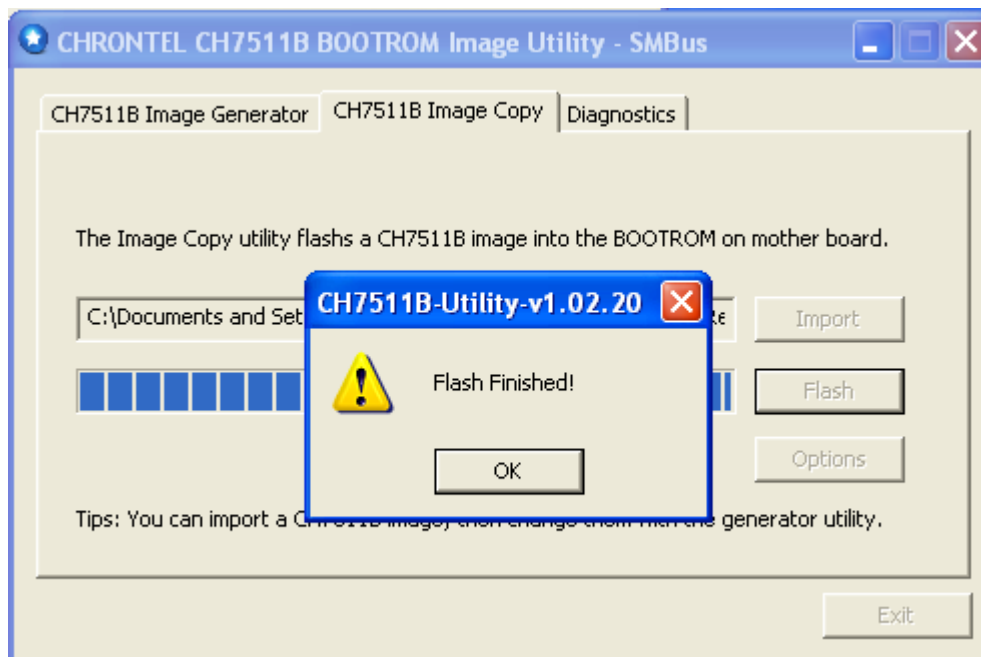 CHRONTEL CH7511B BOOTROM Image Utility - SMBus
CH7511B Image Generator
CH7511B Image Copy
Diagnostics
The Image Copy utility flashs a CH7511B image into the BOOTROM on mother board.
C:\Documents and Set
Import
CH7511B-Utility-v1.02.20
Flash Finished!
OK
Flash
Options
Tips: You can import a CH7511B image, then change them with the generator utility.
Exit